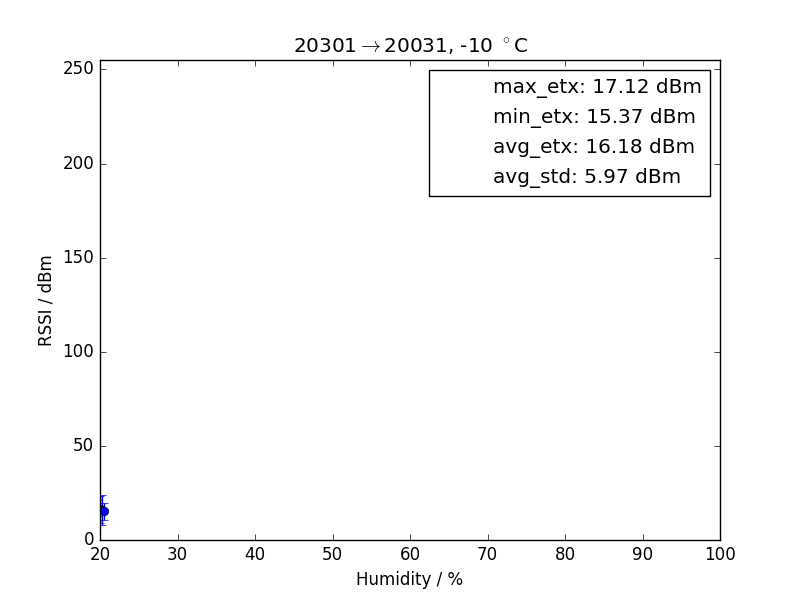 20301→20031, -10 °C
max_etx: 17.12 dBm
min_etx: 15.37 dBm
avg_etx: 16.18 dBm
avg_std: 5.97 dBm
RSSI / dBm
250
200
150
100
50
0
20 30 40 50 60 70 80 90 100
Humidity / %